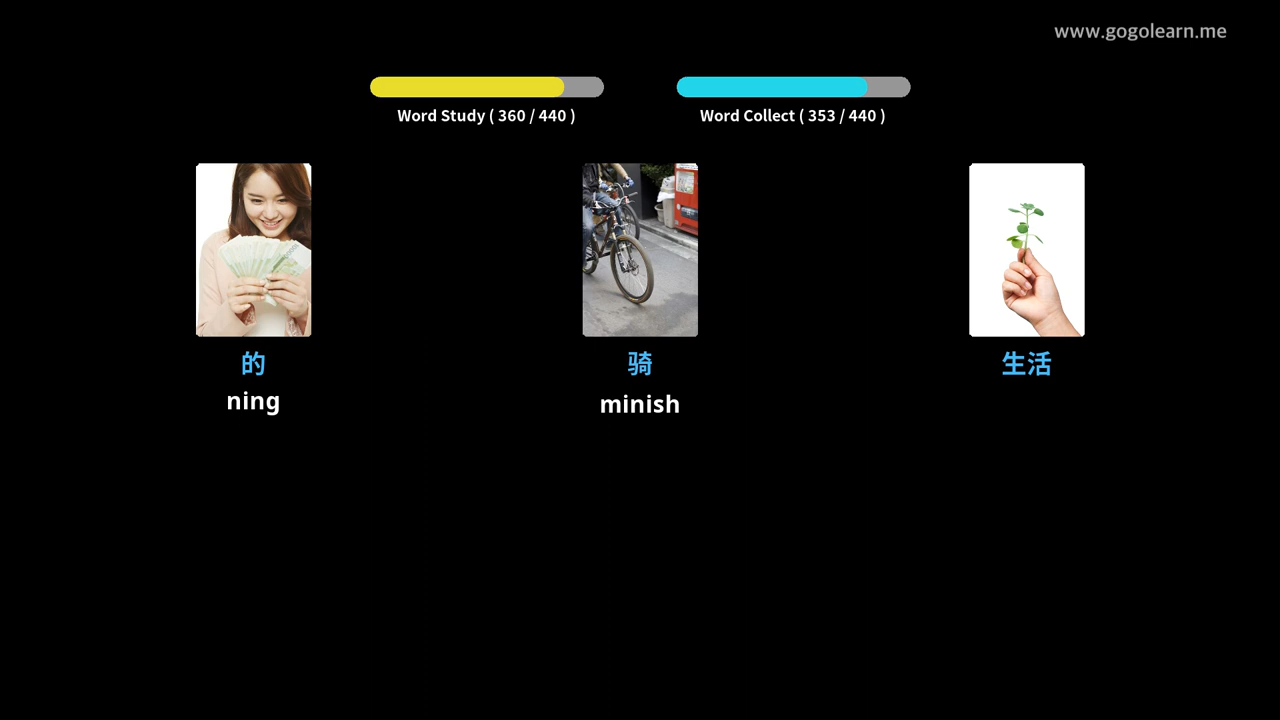 www.gogolearn.me
Word Study ( 360 / 440 )
Word Collect ( 353 / 440 )
的
骑
生活
ning
minish